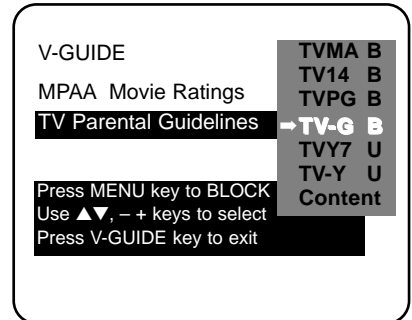 V-GUIDE
MPAA Movie Ratings
TV Parental Guidelines
Press MENU key to BLOCK
Use ▲▼, – + keys to select
Press V-GUIDE key to exit
TVMA B
TV14 B
TVPG B
➡TV-G B
TVY7 U
TV-Y U
Content